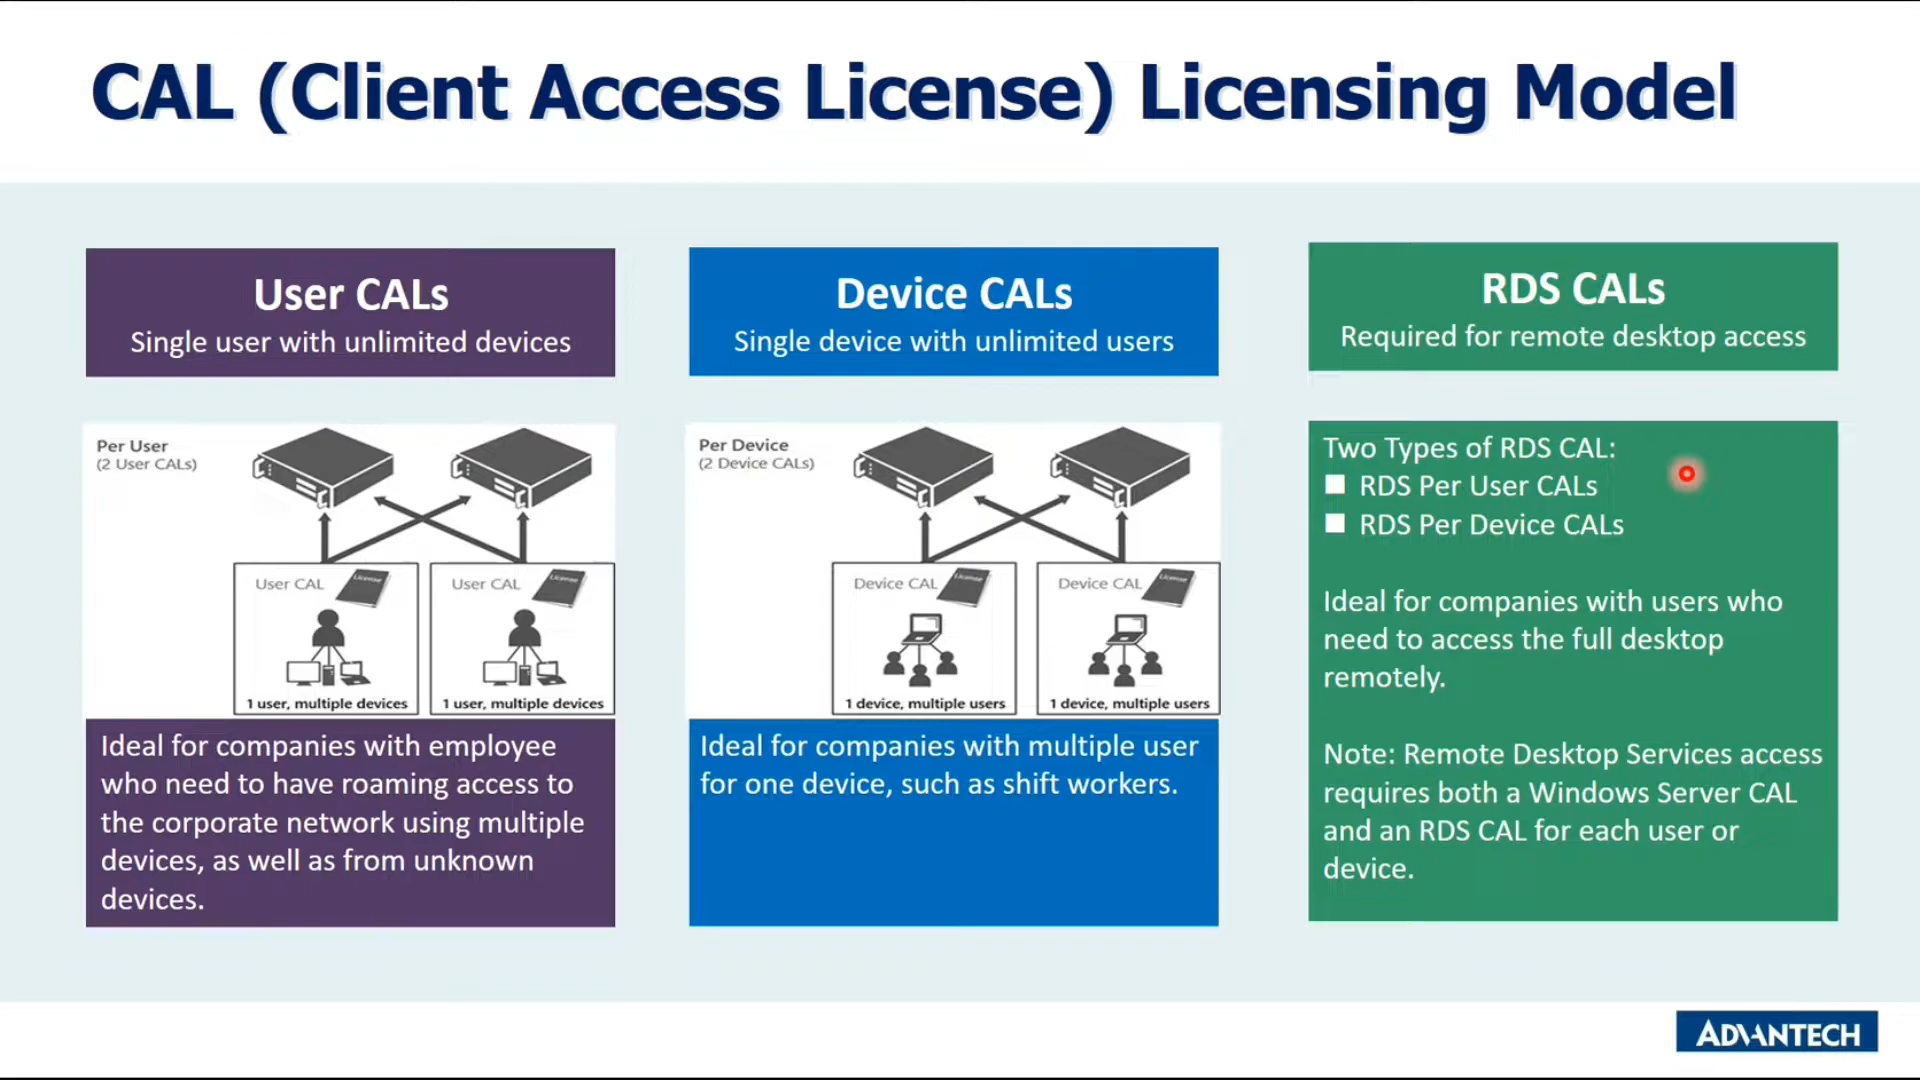 CAL (Client Access License) Licensing Model
User CALs
Single user with unlimited devices
Per User
(2 User CALs)
User CAL
License
User CAL
License
1 user, multiple devices
1 user, multiple devices
Ideal for companies with employee
who need to have roaming access to
the corporate network using multiple
devices, as well as from unknown
devices.
Device CALs
Single device with unlimited users
Per Device
(2 Device CALs)
Device CAL
License
Device CAL
License
1 device, multiple users
1 device, multiple users
Ideal for companies with multiple user
for one device, such as shift workers.
RDS CALs
Required for remote desktop access
Two Types of RDS CAL:
RDS Per User CALs
RDS Per Device CALs
Ideal for companies with users who
need to access the full desktop
remotely.
Note: Remote Desktop Services access
requires both a Windows Server CAL
and an RDS CAL for each user or
device.
ADVANTECH